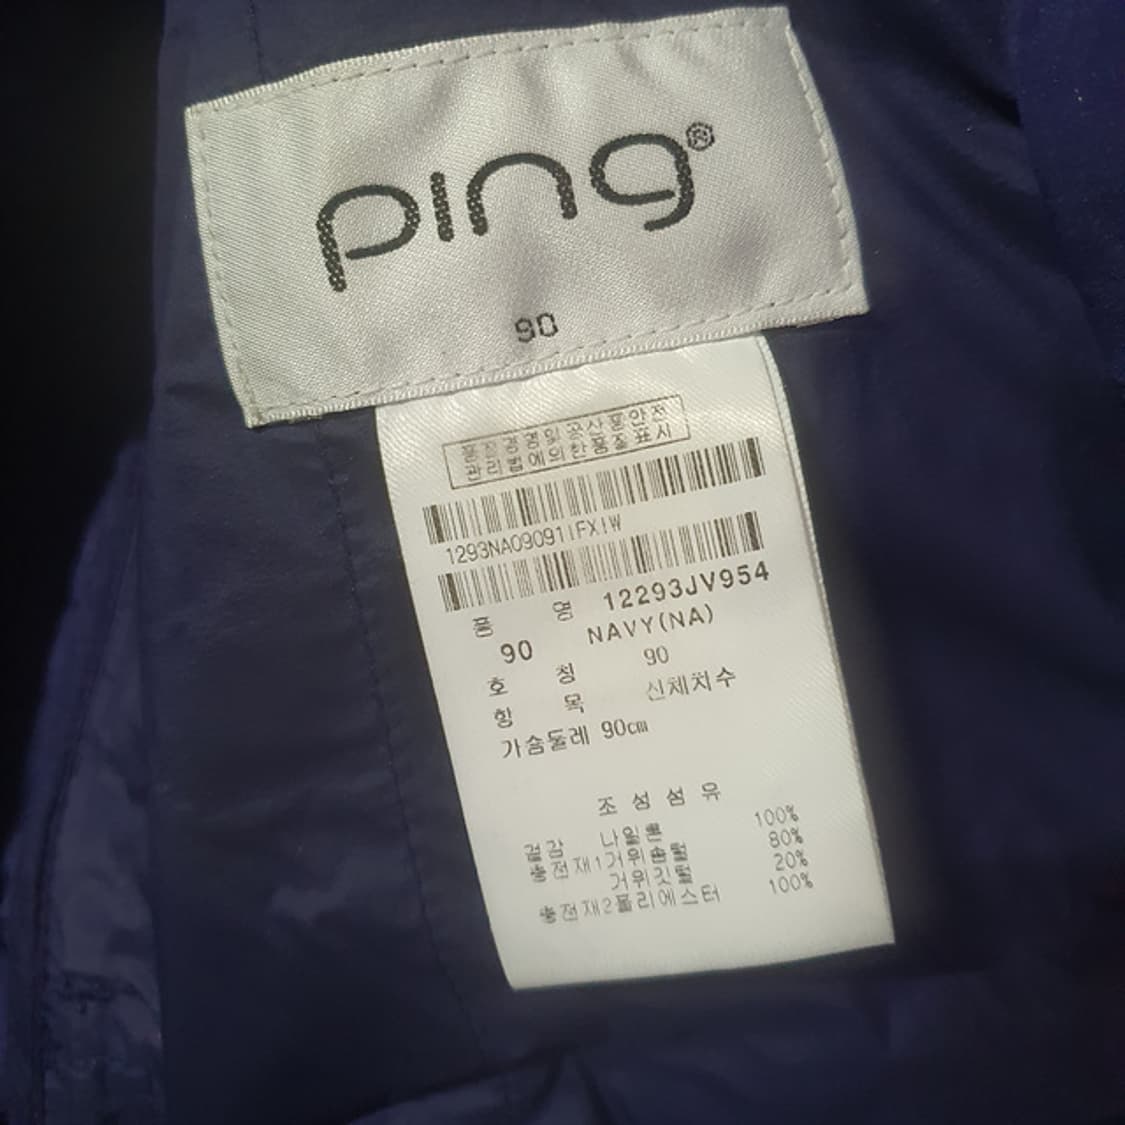 ping®
90
품질경영및공산품안전
관리법에의한품질표시
1293NA09091IFXIW
품 명 12293JV954
90 NAVY(NA)
호 칭 90
항 목 신체치수
가슴둘레 90cm
조성섬유
겉감 나일론 100%
충전재1거위솜털 80%
거위깃털 20%
충전재2폴리에스터 100%